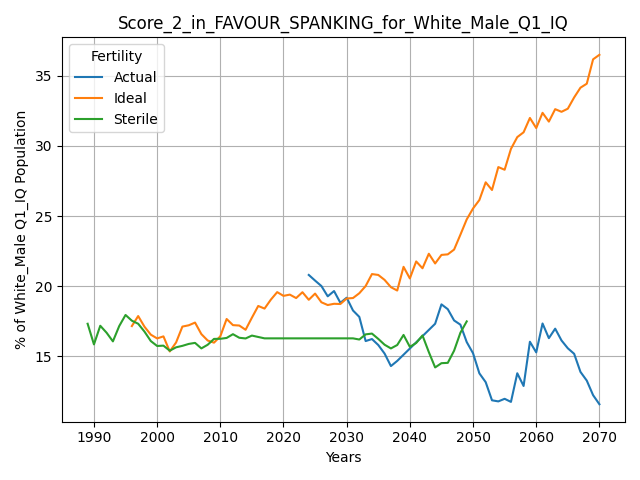 Score_2_in_FAVOUR_SPANKING_for_White_Male_Q1_IQ
Fertility
Actual
Ideal
Sterile
% of White_Male Q1_IQ Population
35
30
25
20
15
1990
2000
2010
2020
2030
2040
2050
2060
2070
Years